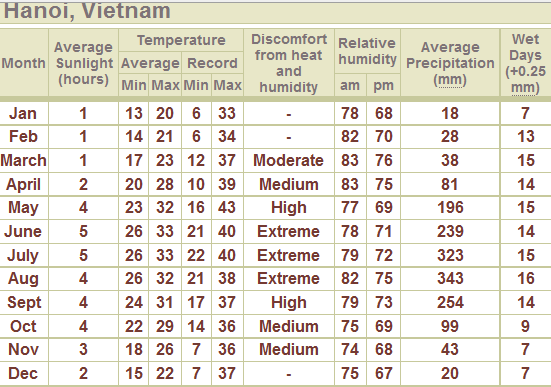 Hanoi, Vietnam
Month Average Sunlight (hours) Temperature Discomfort from heat and humidity Relative humidity Average Precipitation (mm) Wet Days (+0.25 mm)
Average Record
Min Max Min Max am pm
Jan 1 13 20 6 33 - 78 68 18 7
Feb 1 14 21 6 34 - 82 70 28 13
March 1 17 23 12 37 Moderate 83 76 38 15
April 2 20 28 10 39 Medium 83 75 81 14
May 4 23 32 16 43 High 77 69 196 15
June 5 26 33 21 40 Extreme 78 71 239 14
July 5 26 33 22 40 Extreme 79 72 323 15
Aug 4 26 32 21 38 Extreme 82 75 343 16
Sept 4 24 31 17 37 High 79 73 254 14
Oct 4 22 29 14 36 Medium 75 69 99 9
Nov 3 18 26 7 36 Medium 74 68 43 7
Dec 2 15 22 7 37 - 75 67 20 7